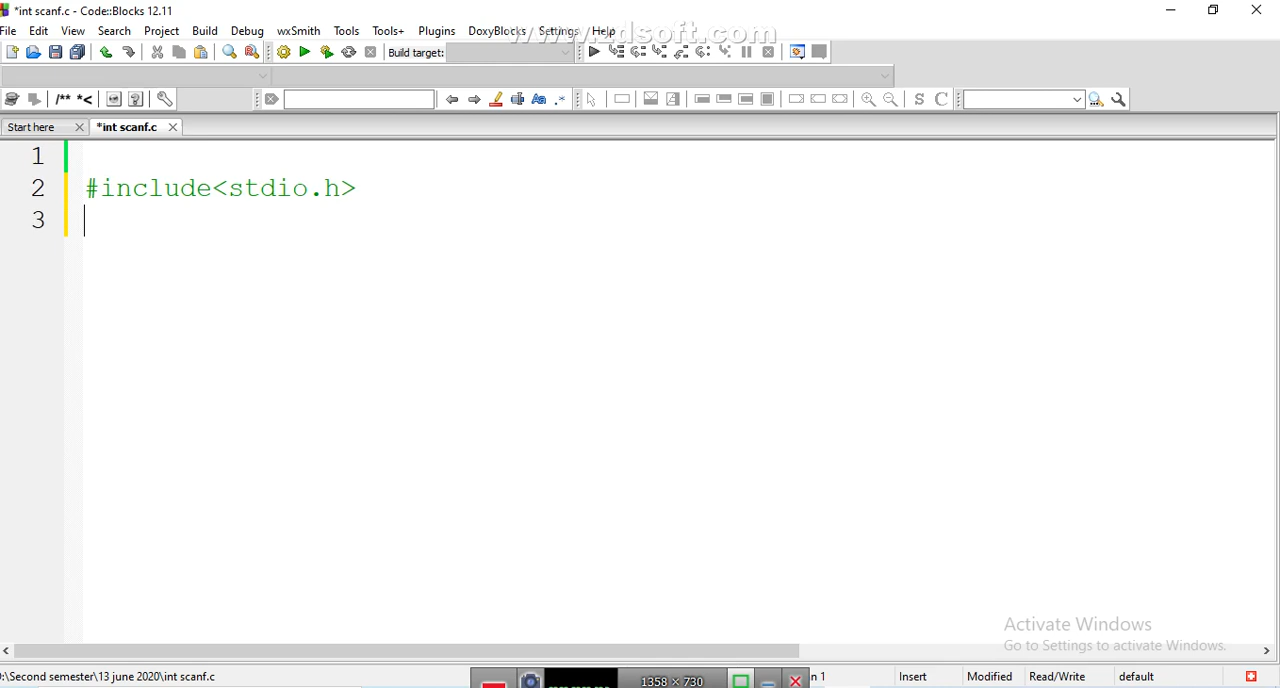 *int scanf.c - Code::Blocks 12.11
File Edit View Search Project Build Debug wxSmith Tools Tools+ Plugins DoxyBlocks Settings Help
www.zdsoft.com
Build target:
/** *<
S C
Start here *int scanf.c
1
2 #include<stdio.h>
3
Activate Windows
Go to Settings to activate Windows.
:\Second semester\13 june 2020\int scanf.c n 1 Insert Modified Read/Write default
1358 × 730